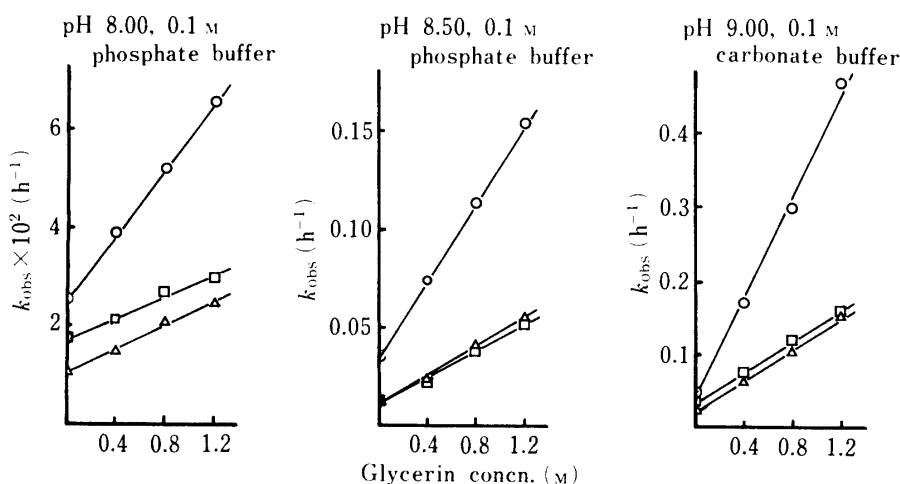 pH 8.00, 0.1 M
phosphate buffer
k_obs × 10² (h⁻¹)
6
4
2
0.4 0.8 1.2
pH 8.50, 0.1 M
phosphate buffer
k_obs (h⁻¹)
0.15
0.10
0.05
0.4 0.8 1.2
pH 9.00, 0.1 M
carbonate buffer
k_obs (h⁻¹)
0.4
0.3
0.2
0.1
0.4 0.8 1.2
Glycerin concn. (M)